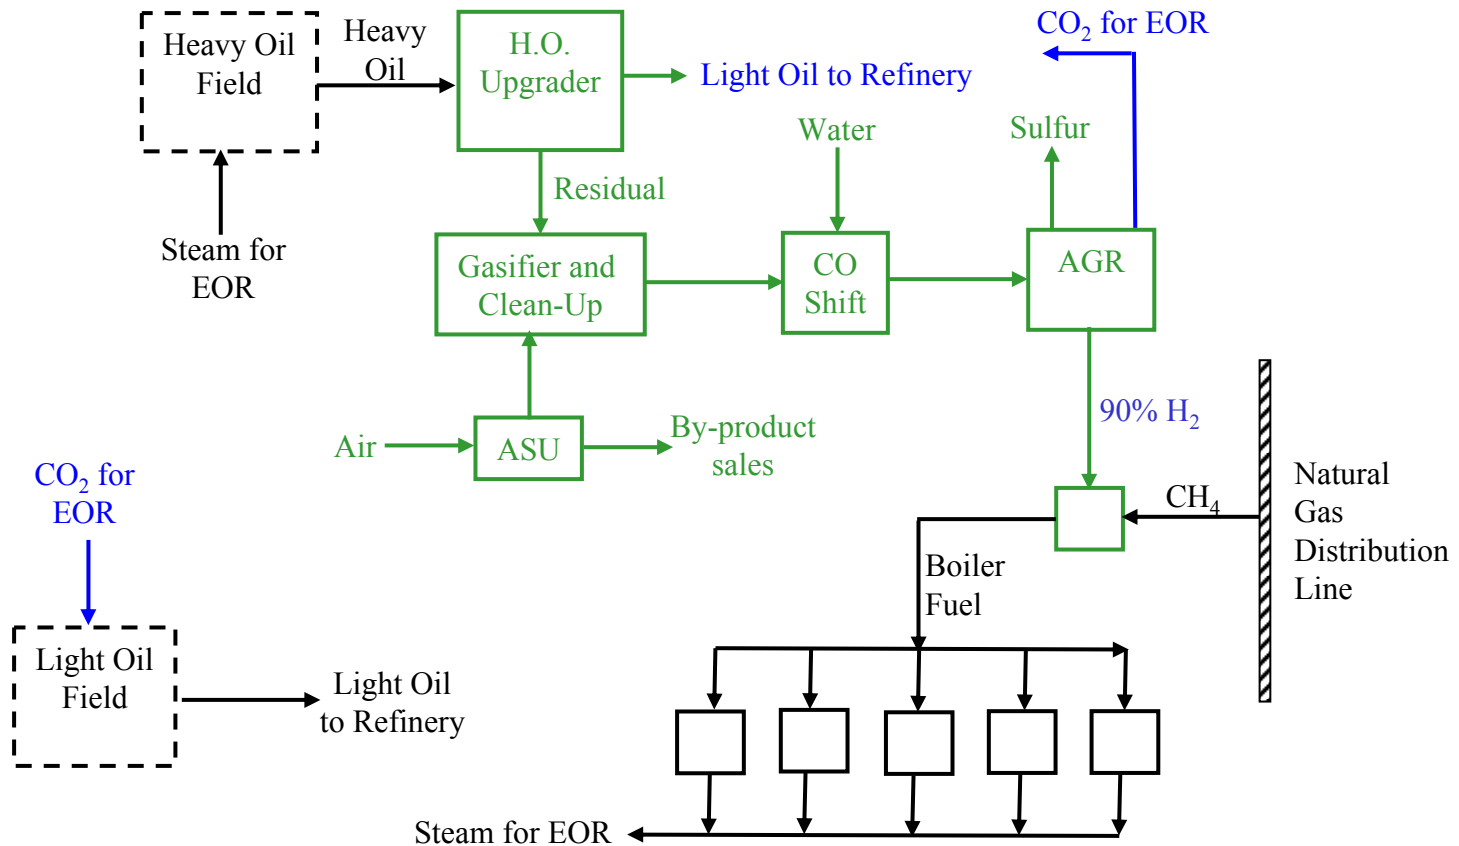 Heavy Oil
Field
Heavy
Oil
H.O.
Upgrader
Light Oil to Refinery
CO₂ for EOR
Water
Sulfur
Residual
Steam for
EOR
Gasifier and
Clean-Up
CO
Shift
AGR
90% H₂
Air
ASU
By-product
sales
CO₂ for
EOR
CH₄
Natural
Gas
Distribution
Line
Boiler
Fuel
Light Oil
Field
Light Oil
to Refinery
Steam for EOR